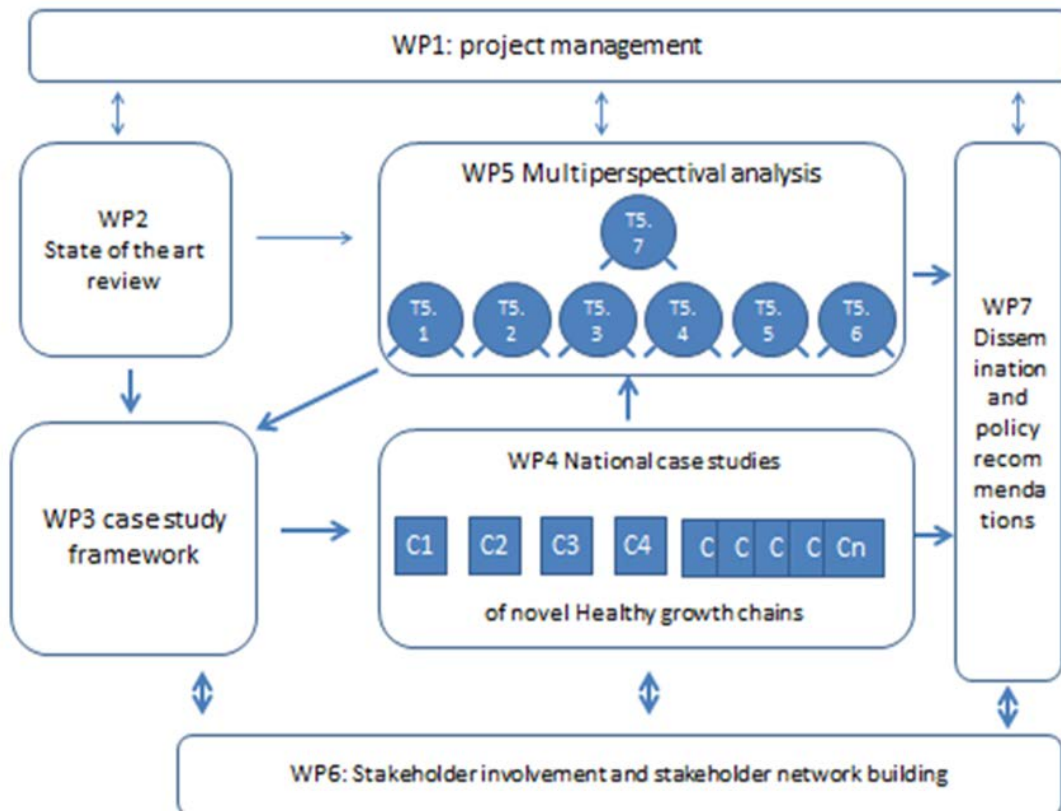 WP1: project management
WP2
State of the art
review
WP5 Multiperspectival analysis
T5.
7
T5.
1
T5.
2
T5.
3
T5.
4
T5.
5
T5.
6
WP3 case study
framework
WP4 National case studies
C1
C2
C3
C4
C
C
C
C
Cn
of novel Healthy growth chains
WP7
Dissem
ination
and
policy
recom
menda
tions
WP6: Stakeholder involvement and stakeholder network building